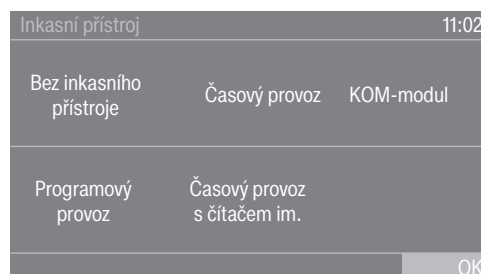 Inkasní přístroj 11:02
Bez inkasního
přístroje
Časový provoz
KOM-modul
Programový
provoz
Časový provoz
s čítačem im.
OK